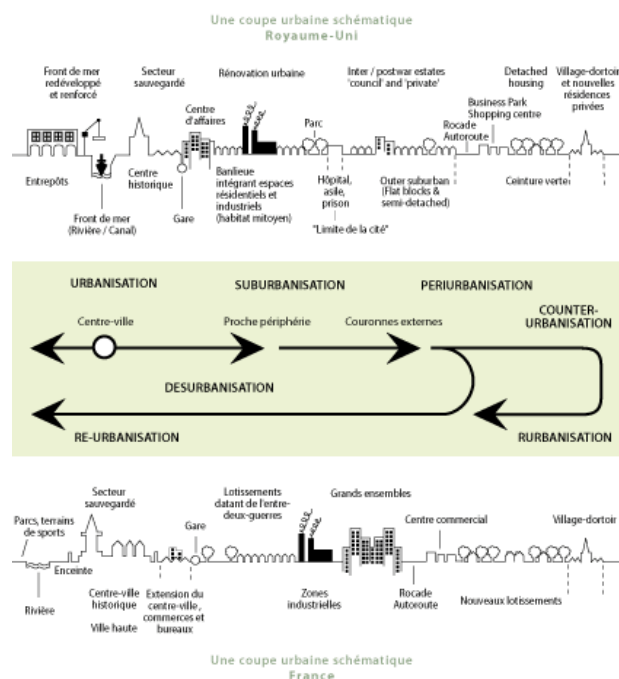 Une coupe urbaine schématique
Royaume-Uni
Front de mer
redéveloppé
et renforcé
Secteur
sauvegardé
Rénovation urbaine
Centre
d'affaires
Parc
Inter / postwar estates
'council' and 'private'
Detached
housing
Village-dortoir
et nouvelles
résidences
privées
Business Park
Shopping centre
Rocade
Autoroute
Entrepôts
Centre
historique
Front de mer
(Rivière / Canal)
Gare
Banlieue
intégrant espaces
résidentiels et
industriels
(habitat mitoyen)
Hôpital,
asile,
prison
"Limite de la cité"
Outer suburban
(Flat blocks &
semi-detached)
Ceinture verte
URBANISATION
SUBURBANISATION
PERIURBANISATION
COUNTER-
URBANISATION
Centre-ville
Proche périphérie
Couronnes externes
DESURBANISATION
RE-URBANISATION
RURBANISATION
Parcs, terrains
de sports
Secteur
sauvegardé
Gare
Lotissements
datant de l'entre-
deux-guerres
Grands ensembles
Centre commercial
Village-dortoir
Rivière
Enceinte
Centre-ville
historique
Ville haute
Extension du
centre-ville,
commerces et
bureaux
Zones
industrielles
Rocade
Autoroute
Nouveaux lotissements
Une coupe urbaine schématique
France